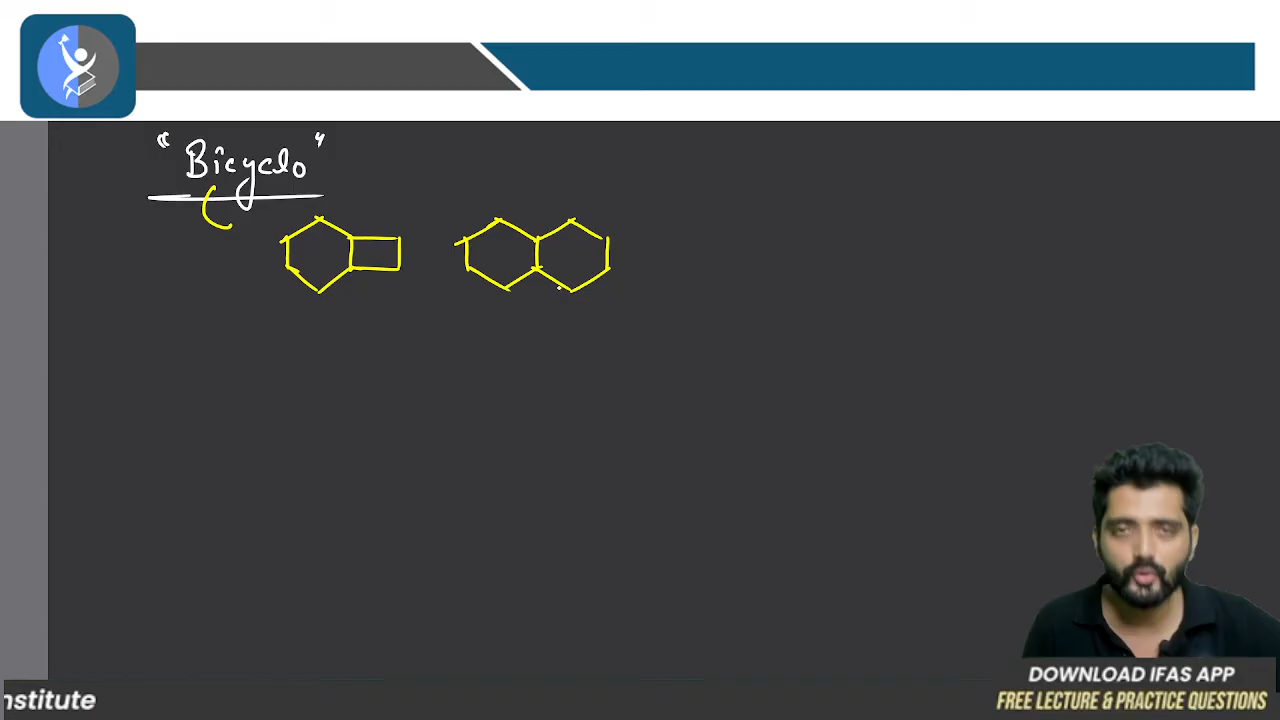 "Bicyclo"
DOWNLOAD IFAS APP
nstitute
FREE LECTURE & PRACTICE QUESTIONS